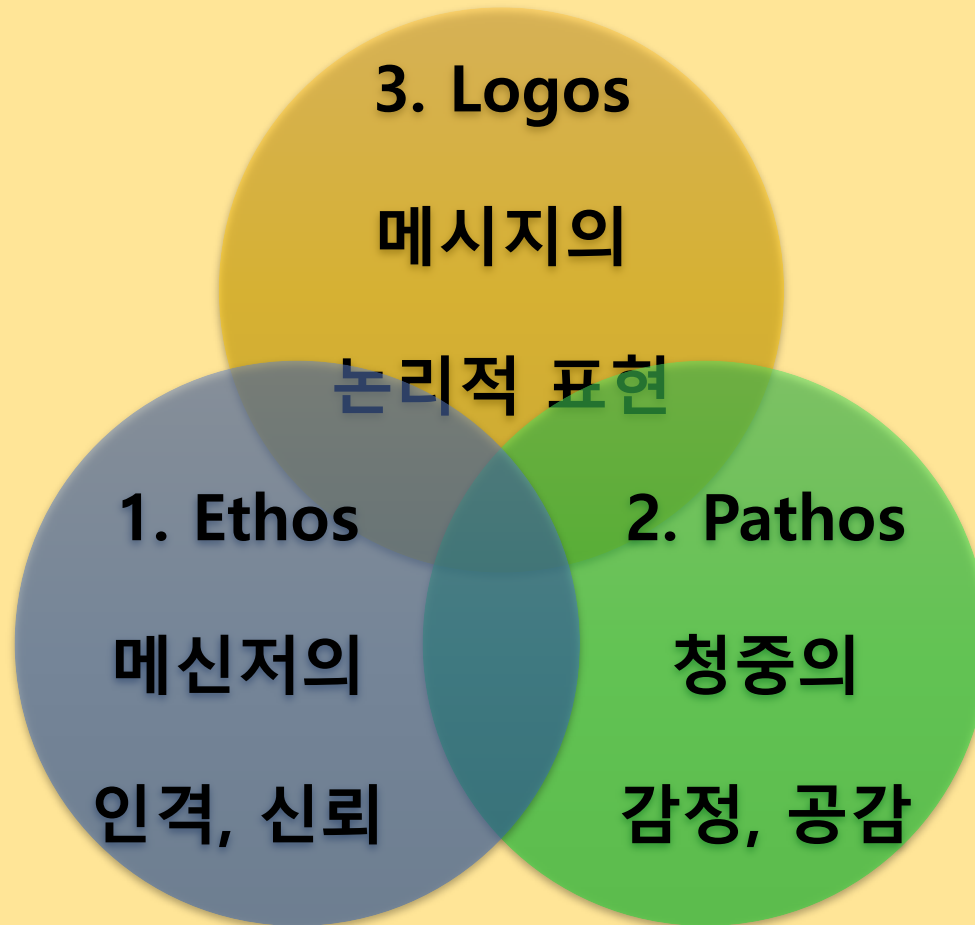 3. Logos
메시지의
논리적 표현
1. Ethos
메신저의
인격, 신뢰
2. Pathos
청중의
감정, 공감